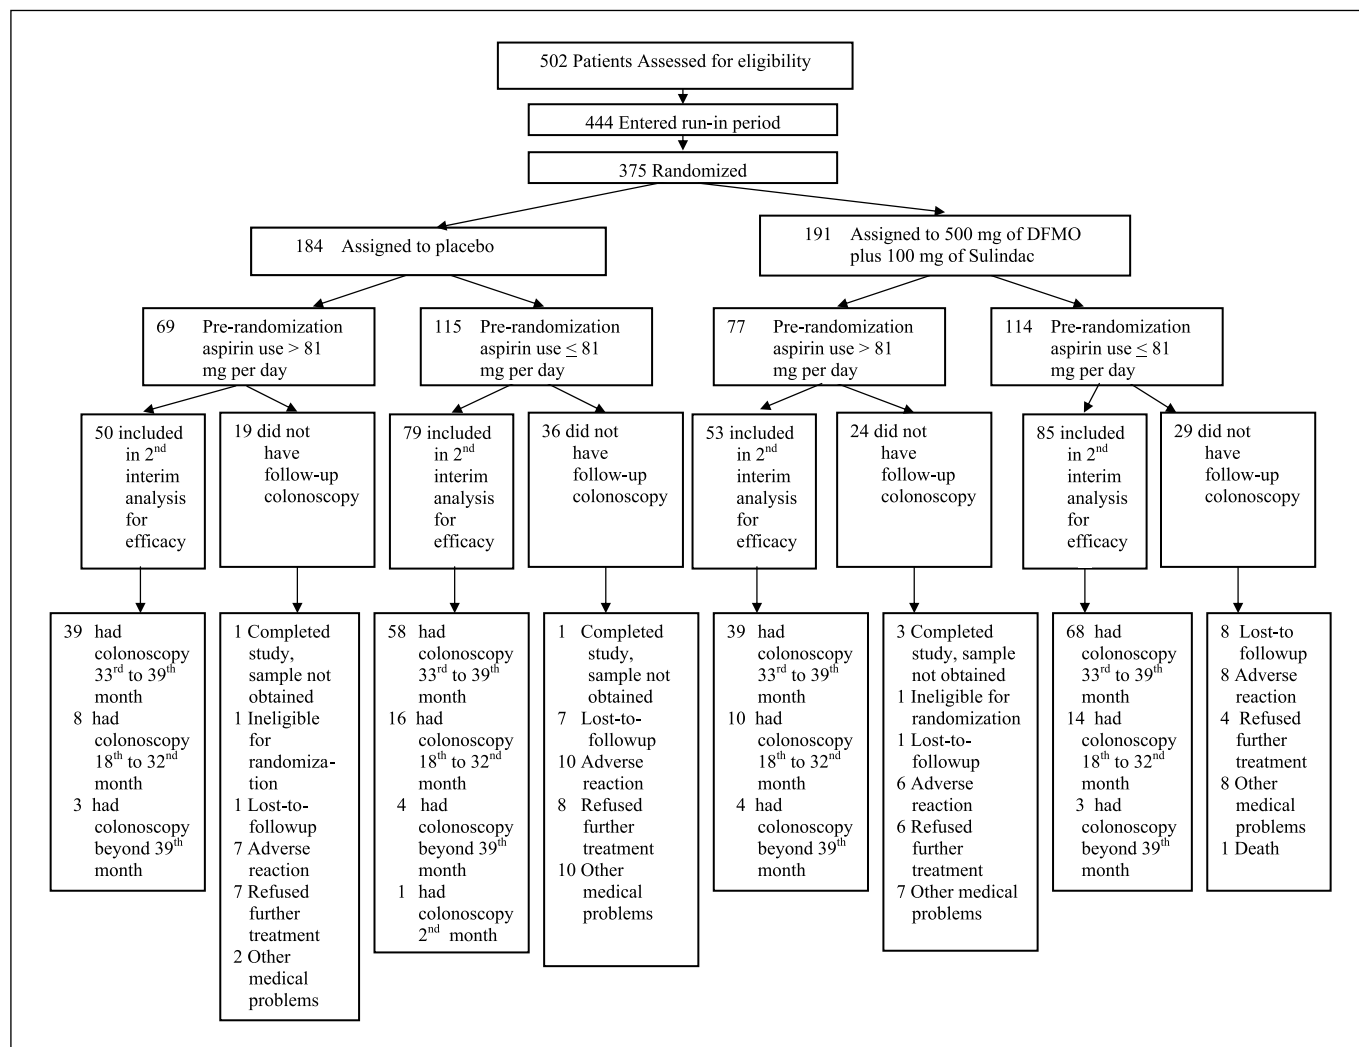 502 Patients Assessed for eligibility
444 Entered run-in period
375 Randomized
184 Assigned to placebo
191 Assigned to 500 mg of DFMO
plus 100 mg of Sulindac
69 Pre-randomization
aspirin use > 81
mg per day
115 Pre-randomization
aspirin use ≤ 81
mg per day
77 Pre-randomization
aspirin use > 81
mg per day
114 Pre-randomization
aspirin use ≤ 81
mg per day
50 included
in 2nd
interim
analysis
for
efficacy
19 did not
have
follow-up
colonoscopy
79 included
in 2nd
interim
analysis
for
efficacy
36 did not
have
follow-up
colonoscopy
53 included
in 2nd
interim
analysis
for
efficacy
24 did not
have
follow-up
colonoscopy
85 included
in 2nd
interim
analysis
for
efficacy
29 did not
have
follow-up
colonoscopy
39 had
colonoscopy
33rd to 39th
month
8 had
colonoscopy
18th to 32nd
month
3 had
colonoscopy
beyond 39th
month
1 Completed
study,
sample not
obtained
1 Ineligible
for
randomiza-
tion
1 Lost-to-
followup
7 Adverse
reaction
7 Refused
further
treatment
2 Other
medical
problems
58 had
colonoscopy
33rd to 39th
month
16 had
colonoscopy
18th to 32nd
month
4 had
colonoscopy
beyond 39th
month
1 had
colonoscopy
2nd month
1 Completed
study,
sample not
obtained
7 Lost-to-
followup
10 Adverse
reaction
8 Refused
further
treatment
10 Other
medical
problems
39 had
colonoscopy
33rd to 39th
month
10 had
colonoscopy
18th to 32nd
month
4 had
colonoscopy
beyond 39th
month
3 Completed
study, sample
not obtained
1 Ineligible for
randomization
1 Lost-to-
followup
6 Adverse
reaction
6 Refused
further
treatment
7 Other medical
problems
68 had
colonoscopy
33rd to 39th
month
14 had
colonoscopy
18th to 32nd
month
3 had
colonoscopy
beyond 39th
month
8 Lost-to
followup
8 Adverse
reaction
4 Refused
further
treatment
8 Other
medical
problems
1 Death